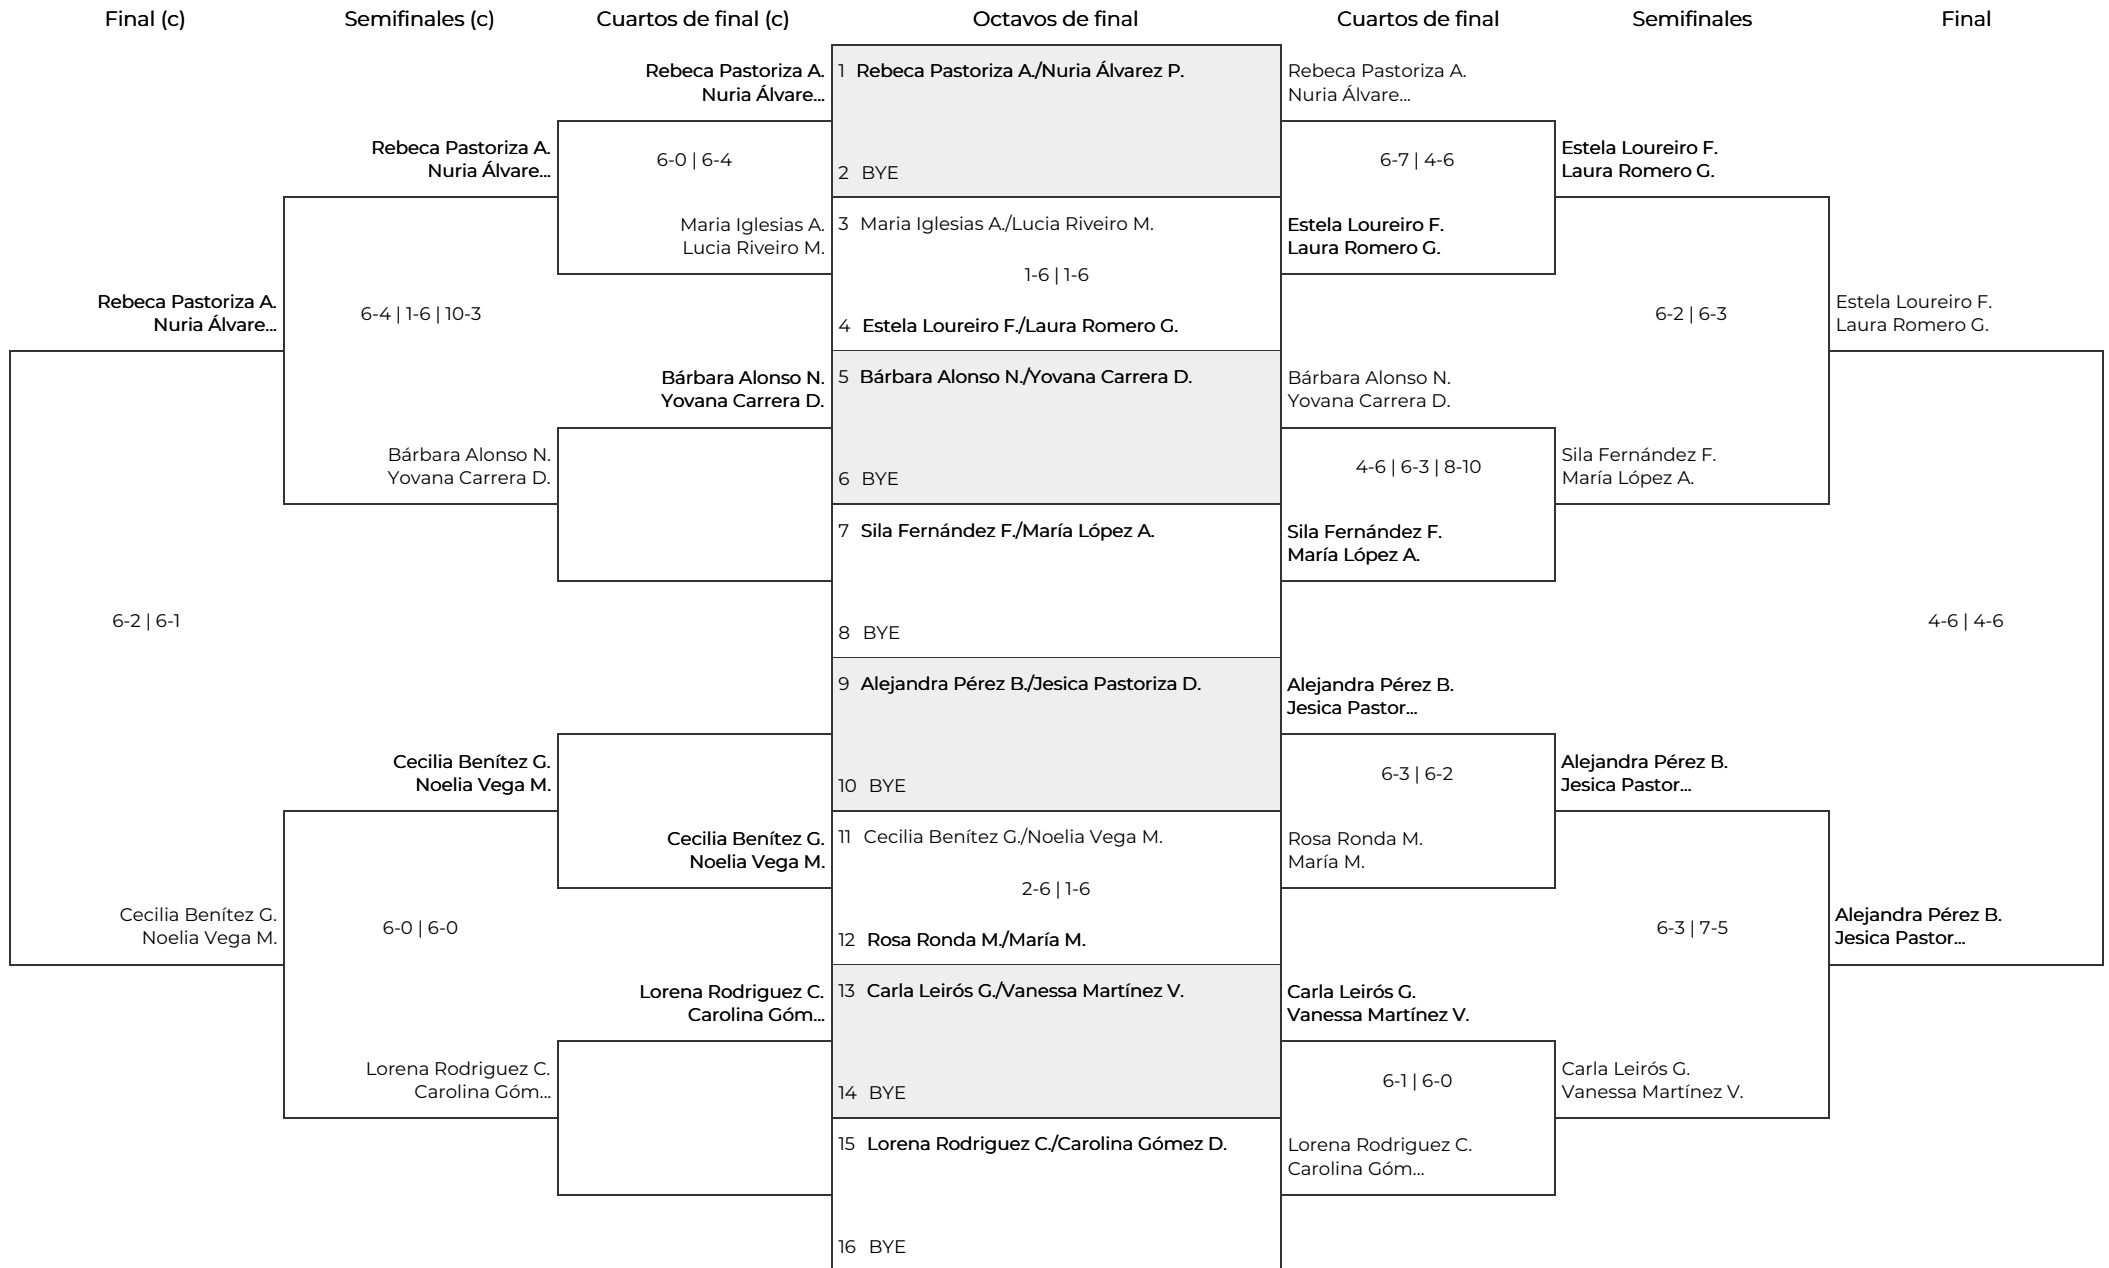 Final (c)
Semifinales (c)
Cuartos de final (c)
Octavos de final
Cuartos de final
Semifinales
Final
Rebeca Pastoriza A.
Nuria Álvare...
6-2 | 6-1
Cecilia Benítez G.
Noelia Vega M.
Rebeca Pastoriza A.
Nuria Álvare...
6-4 | 1-6 | 10-3
Bárbara Alonso N.
Yovana Carrera D.
Cecilia Benítez G.
Noelia Vega M.
6-0 | 6-0
Lorena Rodriguez C.
Carolina Góm...
Rebeca Pastoriza A.
Nuria Álvare...
6-0 | 6-4
Maria Iglesias A.
Lucia Riveiro M.
Bárbara Alonso N.
Yovana Carrera D.
Cecilia Benítez G.
Noelia Vega M.
Lorena Rodriguez C.
Carolina Góm...
1 Rebeca Pastoriza A./Nuria Álvarez P.
2 BYE
3 Maria Iglesias A./Lucia Riveiro M.
1-6 | 1-6
4 Estela Loureiro F./Laura Romero G.
5 Bárbara Alonso N./Yovana Carrera D.
6 BYE
7 Sila Fernández F./María López A.
8 BYE
9 Alejandra Pérez B./Jesica Pastoriza D.
10 BYE
11 Cecilia Benítez G./Noelia Vega M.
2-6 | 1-6
12 Rosa Ronda M./María M.
13 Carla Leirós G./Vanessa Martínez V.
14 BYE
15 Lorena Rodriguez C./Carolina Gómez D.
16 BYE
Rebeca Pastoriza A.
Nuria Álvare...
6-7 | 4-6
Estela Loureiro F.
Laura Romero G.
Bárbara Alonso N.
Yovana Carrera D.
4-6 | 6-3 | 8-10
Sila Fernández F.
María López A.
Alejandra Pérez B.
Jesica Pastor...
6-3 | 6-2
Rosa Ronda M.
María M.
Carla Leirós G.
Vanessa Martínez V.
6-1 | 6-0
Lorena Rodriguez C.
Carolina Góm...
Estela Loureiro F.
Laura Romero G.
6-2 | 6-3
Sila Fernández F.
María López A.
Alejandra Pérez B.
Jesica Pastor...
6-3 | 7-5
Carla Leirós G.
Vanessa Martínez V.
Estela Loureiro F.
Laura Romero G.
4-6 | 4-6
Alejandra Pérez B.
Jesica Pastor...